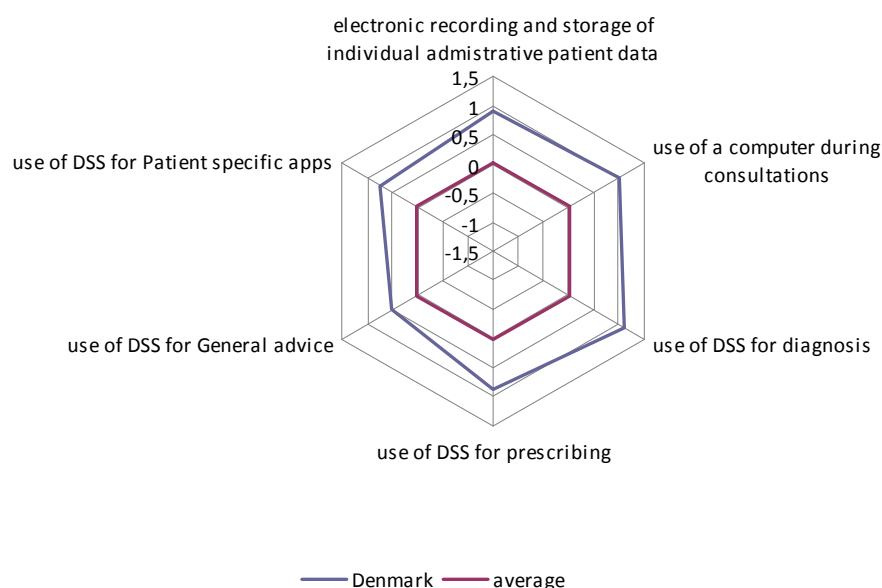 electronic recording and storage of
individual admistrative patient data
1,5
1
0,5
0
-0,5
-1
-1,5
use of a computer during
consultations
use of DSS for diagnosis
use of DSS for prescribing
use of DSS for General advice
use of DSS for Patient specific apps
Denmark
average